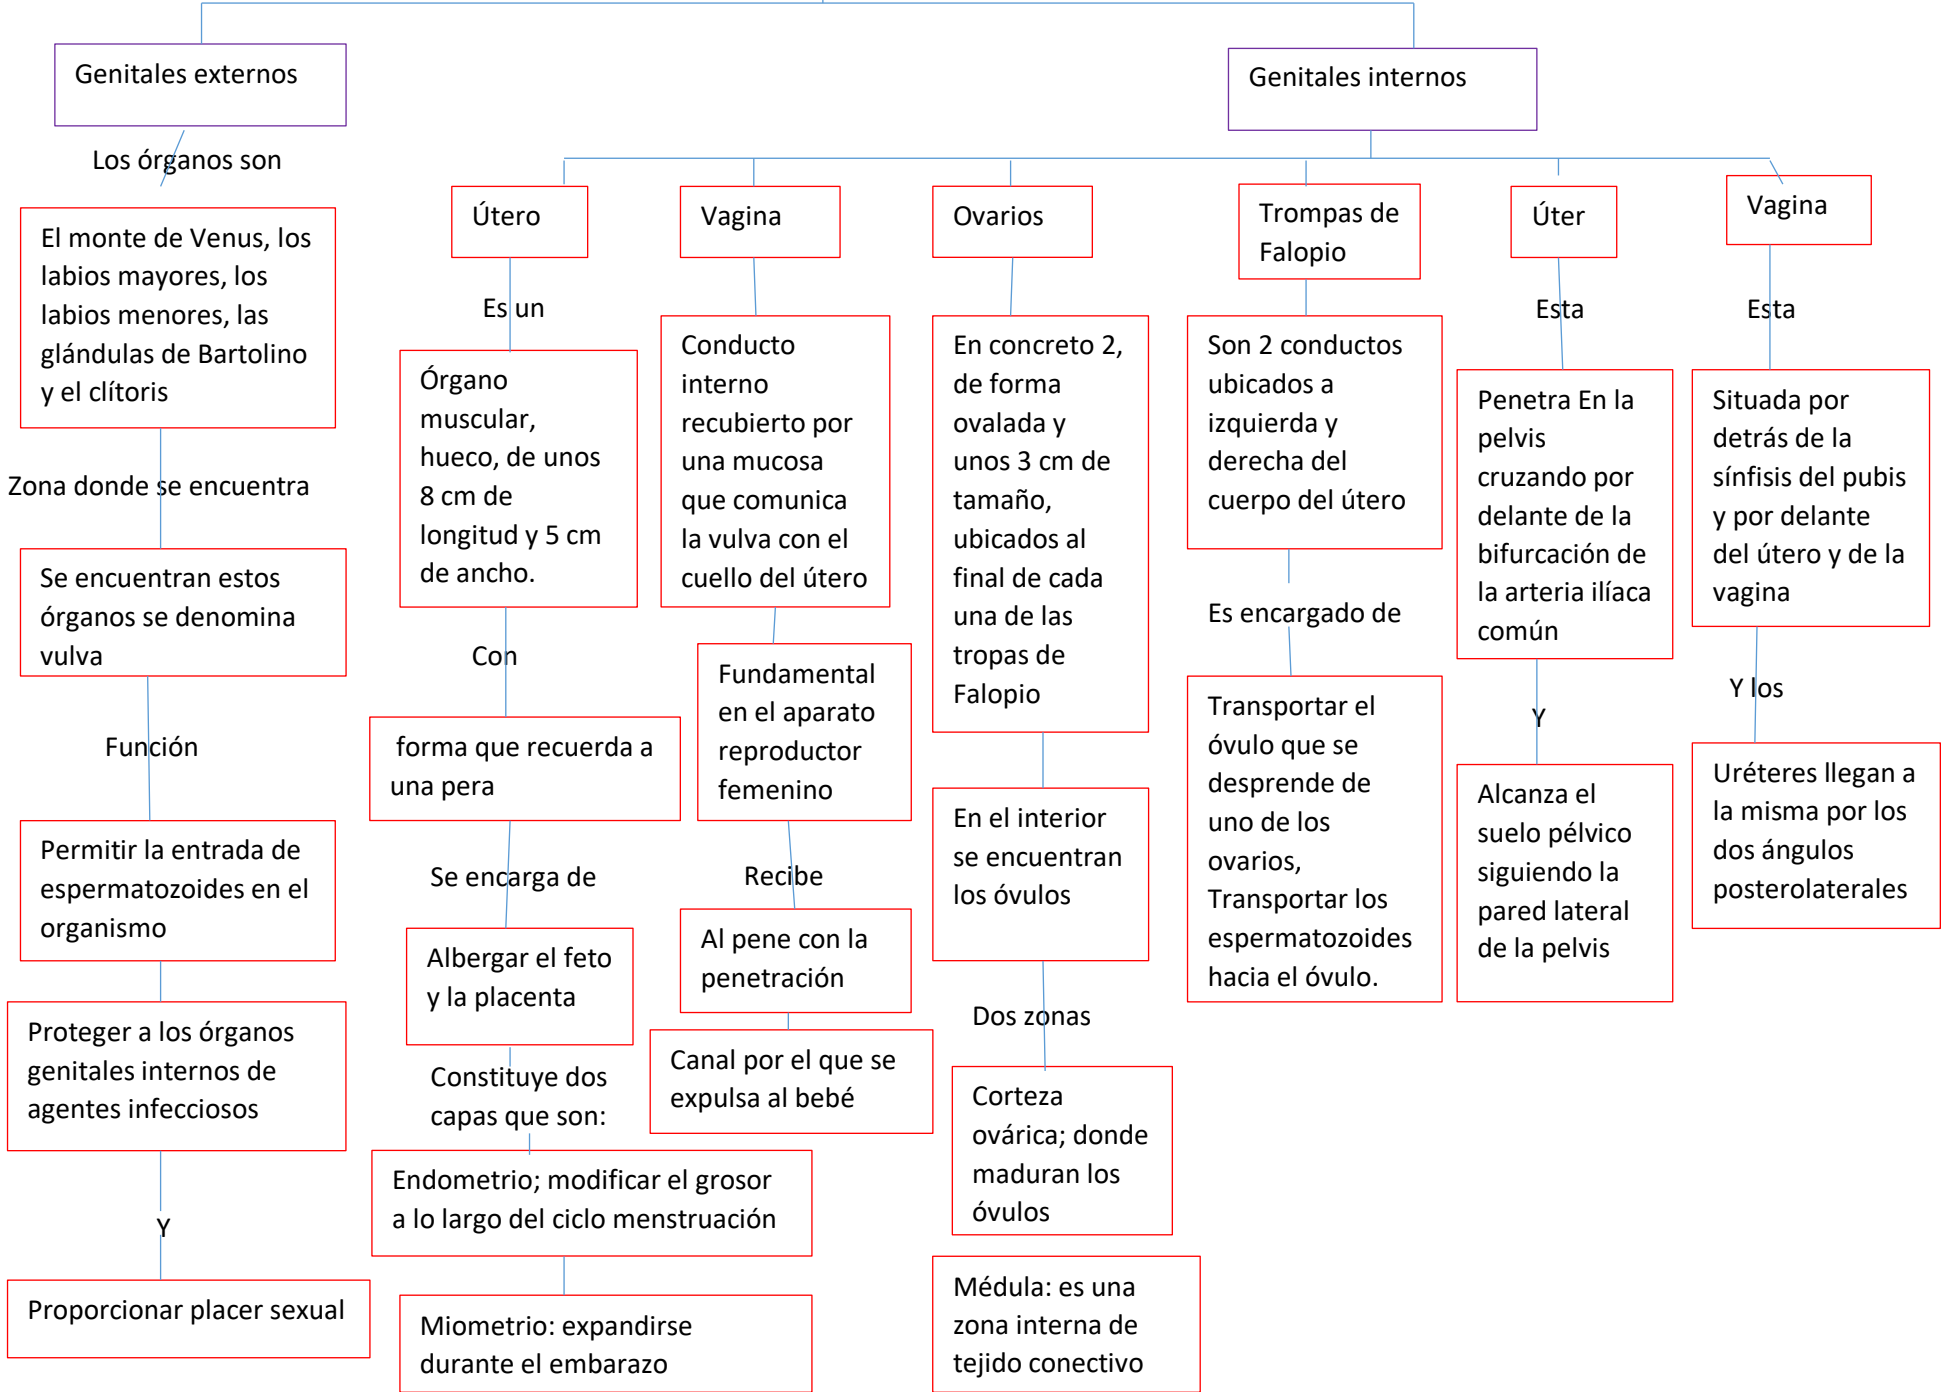 Genitales externos
Los órganos son
El monte de Venus, los
labios mayores, los
labios menores, las
glándulas de Bartolino
y el clítoris
Zona donde se encuentra
Se encuentran estos
órganos se denomina
vulva
Función
Permitir la entrada de
espermatozoides en el
organismo
Proteger a los órganos
genitales internos de
agentes infecciosos
Y
Proporcionar placer sexual
Genitales internos
Útero
Es un
Órgano
muscular,
hueco, de unos
8 cm de
longitud y 5 cm
de ancho.
Con
forma que recuerda a
una pera
Se encarga de
Albergar el feto
y la placenta
Constituye dos
capas que son:
Endometrio; modificar el grosor
a lo largo del ciclo menstruación
Miometrio: expandirse
durante el embarazo
Vagina
Conducto
interno
recubierto por
una mucosa
que comunica
la vulva con el
cuello del útero
Fundamental
en el aparato
reproductor
femenino
Recibe
Al pene con la
penetración
Canal por el que se
expulsa al bebé
Ovarios
En concreto 2,
de forma
ovalada y
unos 3 cm de
tamaño,
ubicados al
final de cada
una de las
tropas de
Falopio
En el interior
se encuentran
los óvulos
Dos zonas
Corteza
ovárica; donde
maduran los
óvulos
Médula: es una
zona interna de
tejido conectivo
Trompas de
Falopio
Son 2 conductos
ubicados a
izquierda y
derecha del
cuerpo del útero
Es encargado de
Transportar el
óvulo que se
desprende de
uno de los
ovarios,
Transportar los
espermatozoides
hacia el óvulo.
Úter
Esta
Penetra En la
pelvis
cruzando por
delante de la
bifurcación de
la arteria ilíaca
común
Y
Alcanza el
suelo pélvico
siguiendo la
pared lateral
de la pelvis
Vagina
Esta
Situada por
detrás de la
sínfisis del pubis
y por delante
del útero y de la
vagina
Y los
Uréteres llegan a
la misma por los
dos ángulos
posterolaterales